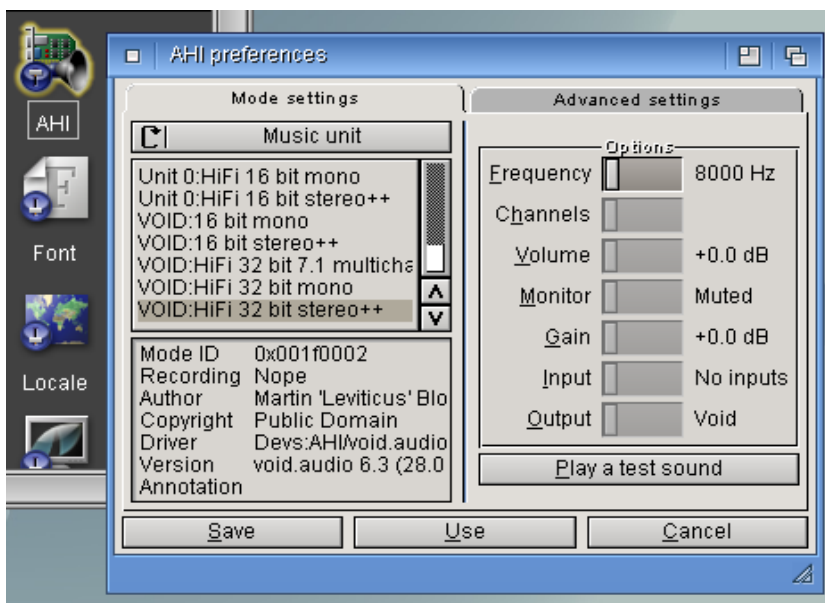 AHI preferences
AHI
Font
Locale
Mode settings
Advanced settings
Music unit
Unit 0:HiFi 16 bit mono
Unit 0:HiFi 16 bit stereo++
VOID:16 bit mono
VOID:16 bit stereo++
VOID:HiFi 32 bit 7.1 multicha
VOID:HiFi 32 bit mono
VOID:HiFi 32 bit stereo++
Mode ID 0x001f0002
Recording Nope
Author Martin 'Leviticus' Blo
Copyright Public Domain
Driver Devs:AHI/void.audio
Version void.audio 6.3 (28.0
Annotation
Options
Frequency 8000 Hz
Channels
Volume +0.0 dB
Monitor Muted
Gain +0.0 dB
Input No inputs
Output Void
Play a test sound
Save
Use
Cancel